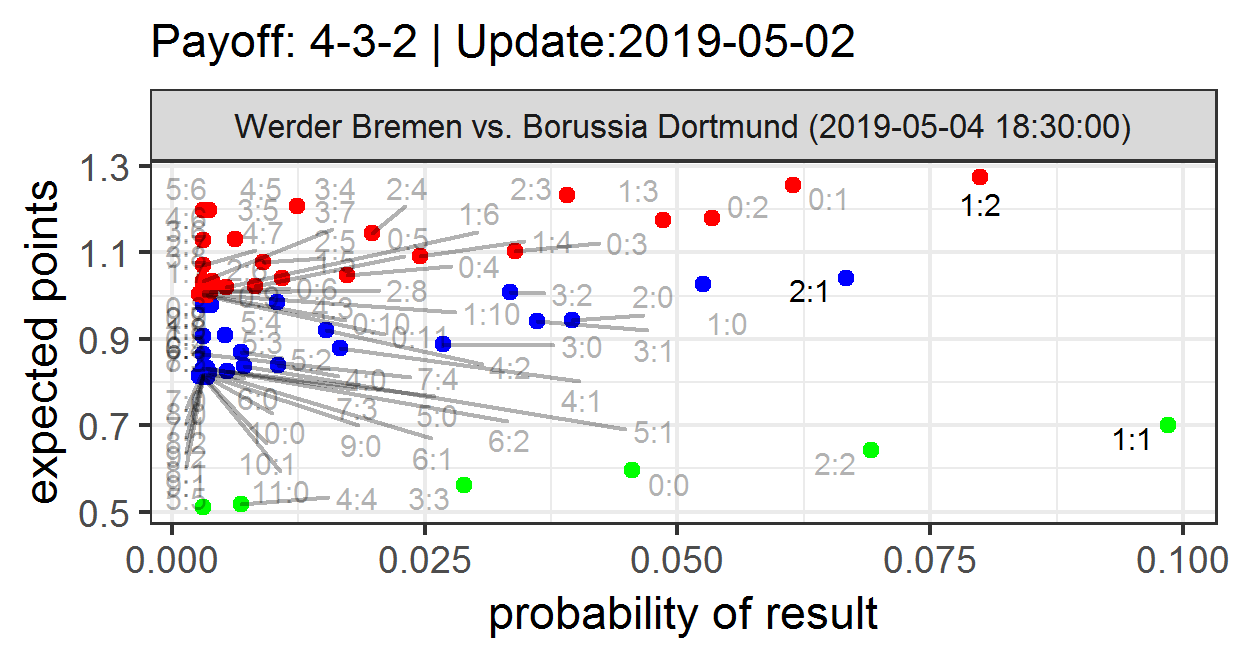 Payoff: 4-3-2 | Update:2019-05-02
Werder Bremen vs. Borussia Dortmund (2019-05-04 18:30:00)
expected points
1.3
1.1
0.9
0.7
0.5
5:6 4:5 3:4 2:4 2:3 1:3 0:2 0:1 1:2
3:5 3:7 1:6
4:7 2:5 0:5 1:4 0:3
0:4
0:6 2:8 3:2 2:0 2:1
4:3 0:10 1:10 1:0
5:4 0:11
5:3 3:0 3:1
5:2 4:2
4:0 7:4
6:0 7:3 5:0 4:1
10:0 9:0 6:2 5:1 1:1
10:1 6:1 2:2
11:0 4:4 3:3 0:0
0.000 0.025 0.050 0.075 0.100
probability of result